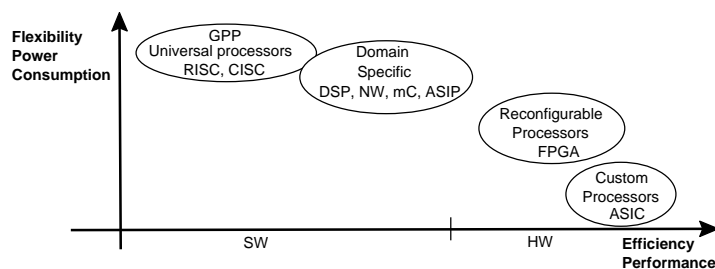 Flexibility
Power
Consumption
GPP
Universal processors
RISC, CISC
Domain
Specific
DSP, NW, mC, ASIP
Reconfigurable
Processors
FPGA
Custom
Processors
ASIC
SW
HW
Efficiency
Performance